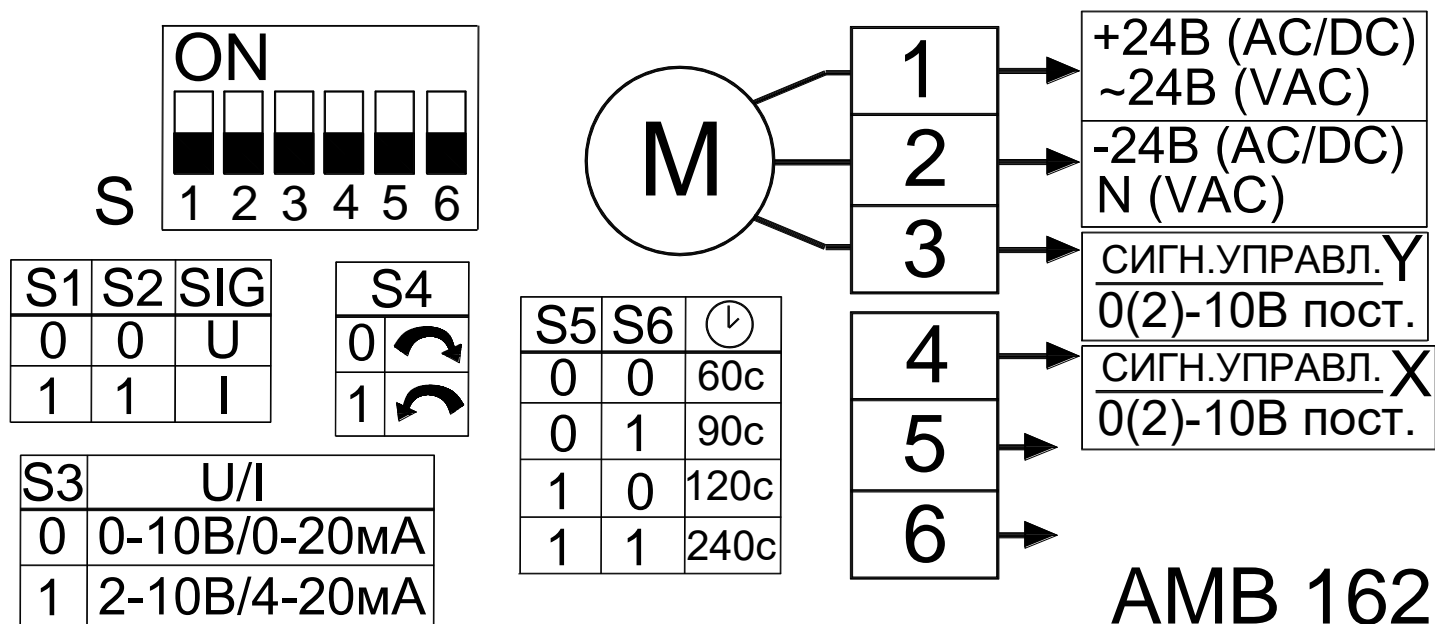 ON
S 1 2 3 4 5 6
S1 S2 SIG
0 0 U
1 1 I
S4
0
1
S3 U/I
0 0-10В/0-20мА
1 2-10В/4-20мА
S5 S6
0 0 60с
0 1 90с
1 0 120с
1 1 240с
M
1
2
3
4
5
6
+24В (AC/DC)
~24В (VAC)
-24В (AC/DC)
N (VAC)
СИГН.УПРАВЛ. Y
0(2)-10В пост.
СИГН.УПРАВЛ. X
0(2)-10В пост.
AMB 162